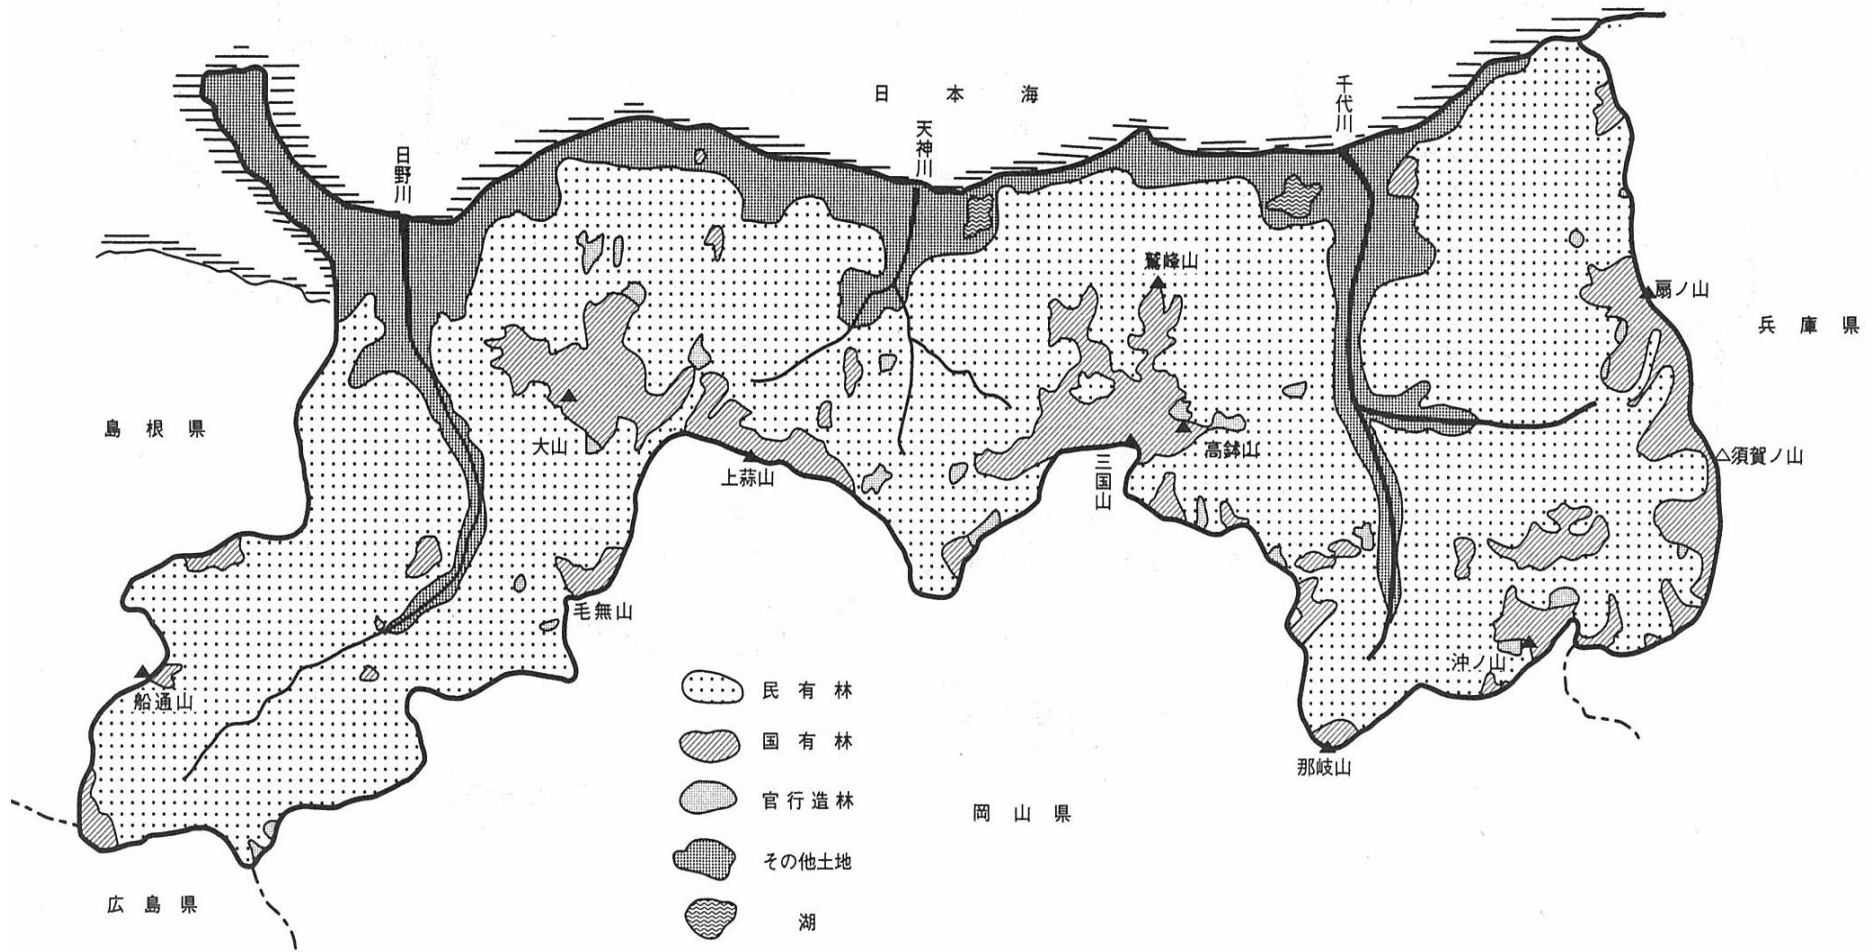 日本海
千代川
天神川
日野川
鷲峰山
扇ノ山
兵庫県
島根県
大山
上蒜山
三国山
高鉢山
△須賀ノ山
毛無山
沖ノ山
船通山
那岐山
岡山県
広島県
民有林
国有林
官行造林
その他土地
湖